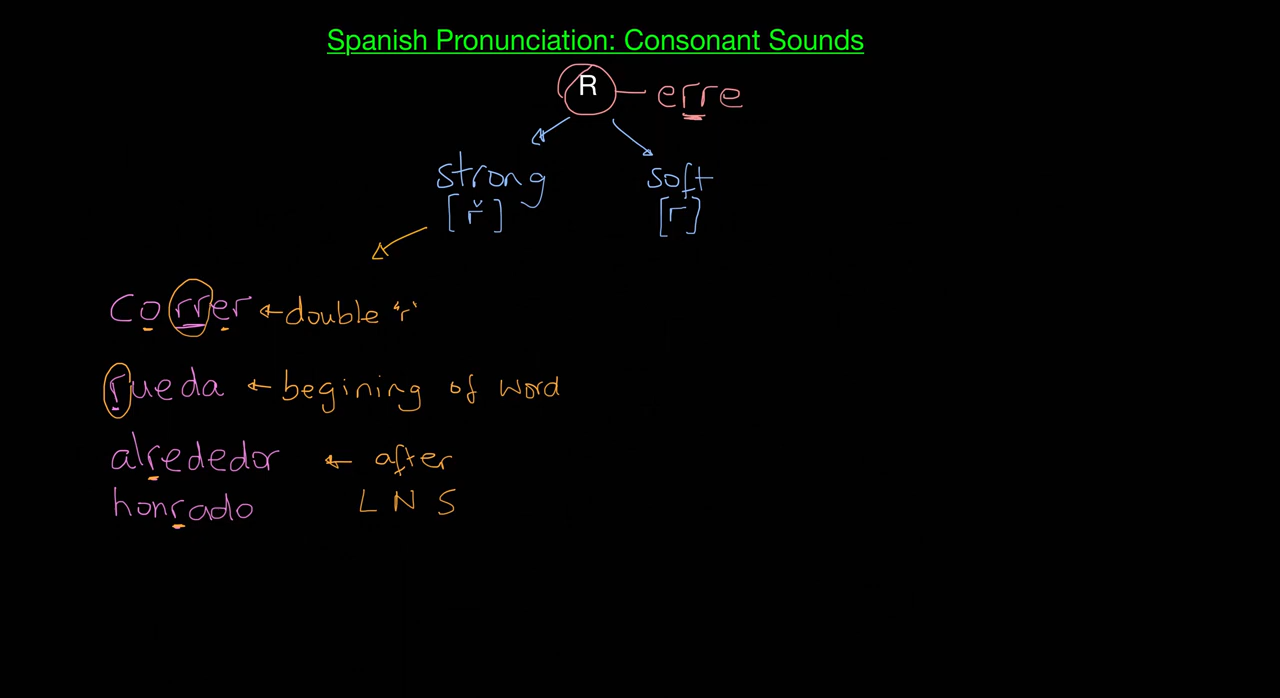 Spanish Pronunciation: Consonant Sounds
R — erre
strong soft
[ř] [r]
Correr ← double "r"
rueda ← begining of word
alrededor ← after
honrado L N S